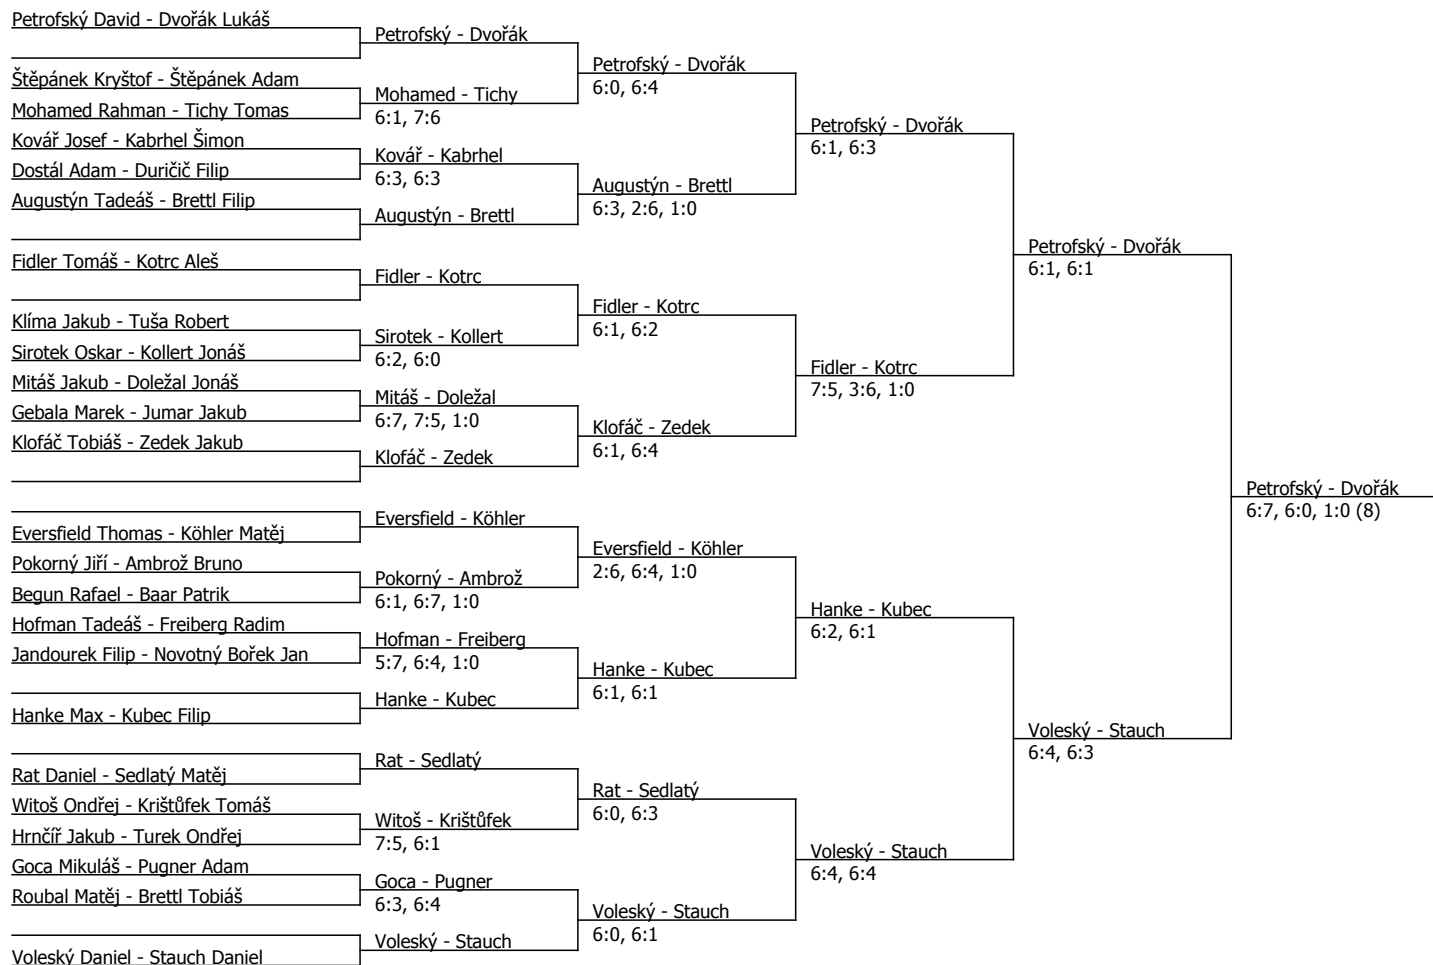 Petrofský David - Dvořák Lukáš
Štěpánek Kryštof - Štěpánek Adam
Mohamed Rahman - Tichy Tomas
Kovář Josef - Kabrhel Šimon
Dostál Adam - Duričič Filip
Augustýn Tadeáš - Brettl Filip
Fidler Tomáš - Kotrc Aleš
Klíma Jakub - Tuša Robert
Sirotek Oskar - Kollert Jonáš
Mitáš Jakub - Doležal Jonáš
Gebala Marek - Jumar Jakub
Klofáč Tobiáš - Zedek Jakub
Eversfield Thomas - Köhler Matěj
Pokorný Jiří - Ambrož Bruno
Begun Rafael - Baar Patrik
Hofman Tadeáš - Freiberg Radim
Jandourek Filip - Novotný Bořek Jan
Hanke Max - Kubec Filip
Rat Daniel - Sedlatý Matěj
Witoš Ondřej - Krištůfek Tomáš
Hrnčíř Jakub - Turek Ondřej
Goca Mikuláš - Pugner Adam
Roubal Matěj - Brettl Tobiáš
Voleský Daniel - Stauch Daniel
Petrofský - Dvořák
Mohamed - Tichy
6:1, 7:6
Kovář - Kabrhel
6:3, 6:3
Augustýn - Brettl
Fidler - Kotrc
Sirotek - Kollert
6:2, 6:0
Mitáš - Doležal
6:7, 7:5, 1:0
Klofáč - Zedek
Eversfield - Köhler
Pokorný - Ambrož
6:1, 6:7, 1:0
Hofman - Freiberg
5:7, 6:4, 1:0
Hanke - Kubec
Rat - Sedlatý
Witoš - Krištůfek
7:5, 6:1
Goca - Pugner
6:3, 6:4
Voleský - Stauch
Petrofský - Dvořák
6:0, 6:4
Augustýn - Brettl
6:3, 2:6, 1:0
Fidler - Kotrc
6:1, 6:2
Klofáč - Zedek
6:1, 6:4
Eversfield - Köhler
2:6, 6:4, 1:0
Hanke - Kubec
6:1, 6:1
Rat - Sedlatý
6:0, 6:3
Voleský - Stauch
6:0, 6:1
Petrofský - Dvořák
6:1, 6:3
Fidler - Kotrc
7:5, 3:6, 1:0
Hanke - Kubec
6:2, 6:1
Voleský - Stauch
6:4, 6:4
Petrofský - Dvořák
6:1, 6:1
Voleský - Stauch
6:4, 6:3
Petrofský - Dvořák
6:7, 6:0, 1:0 (8)